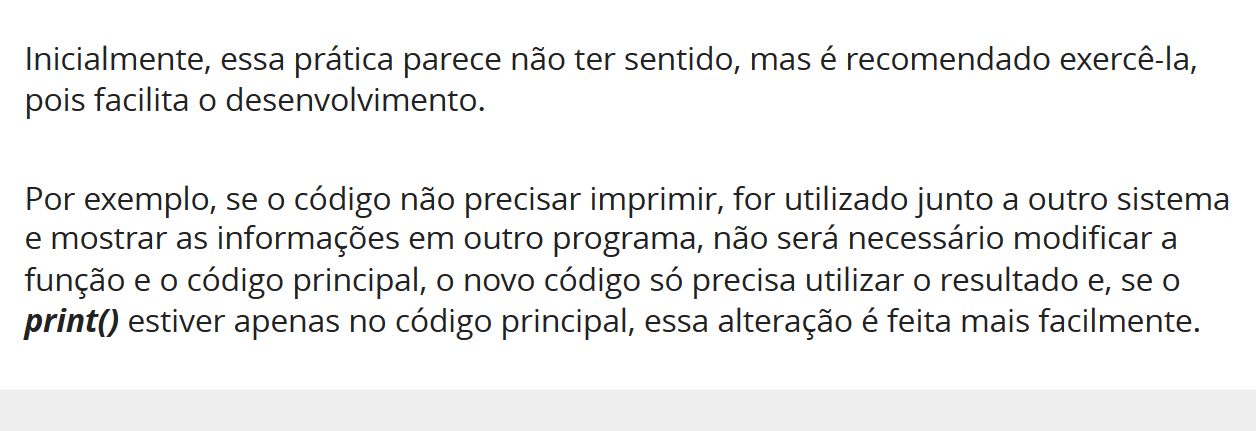 Inicialmente, essa prática parece não ter sentido, mas é recomendado exercê-la,
pois facilita o desenvolvimento.
Por exemplo, se o código não precisar imprimir, for utilizado junto a outro sistema
e mostrar as informações em outro programa, não será necessário modificar a
função e o código principal, o novo código só precisa utilizar o resultado e, se o
print() estiver apenas no código principal, essa alteração é feita mais facilmente.